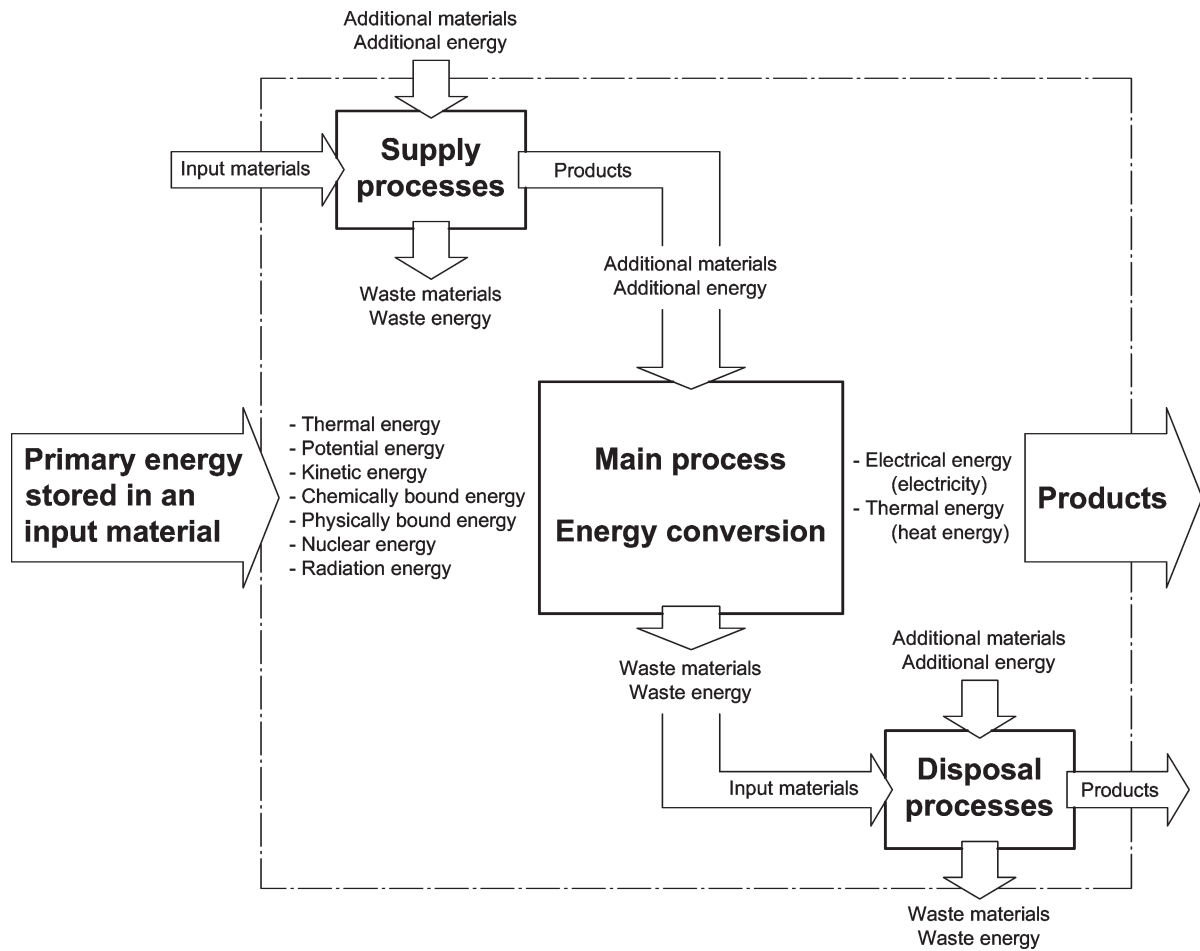 Additional materials
Additional energy
Input materials
Supply
processes
Products
Waste materials
Waste energy
Additional materials
Additional energy
Primary energy
stored in an
input material
- Thermal energy
- Potential energy
- Kinetic energy
- Chemically bound energy
- Physically bound energy
- Nuclear energy
- Radiation energy
Main process
Energy conversion
- Electrical energy
(electricity)
- Thermal energy
(heat energy)
Products
Waste materials
Waste energy
Additional materials
Additional energy
Input materials
Disposal
processes
Products
Waste materials
Waste energy